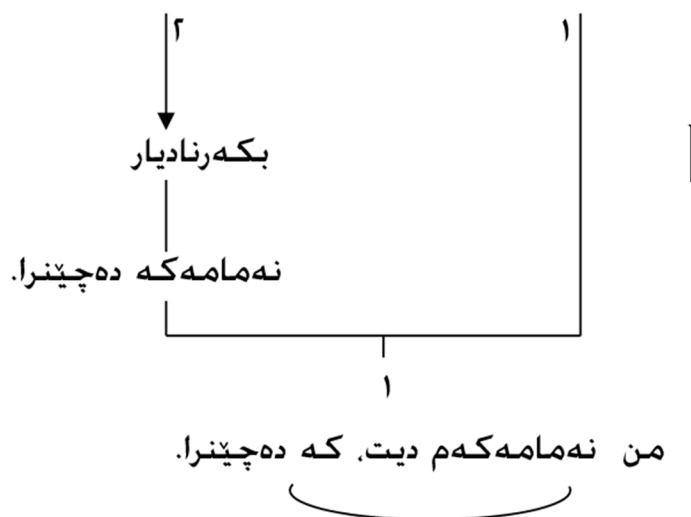 ١ ٢
بکەرنادیار
نەمامەکە دەچێنرا.
١
من نەمامەکەم دیت، کە دەچێنرا.